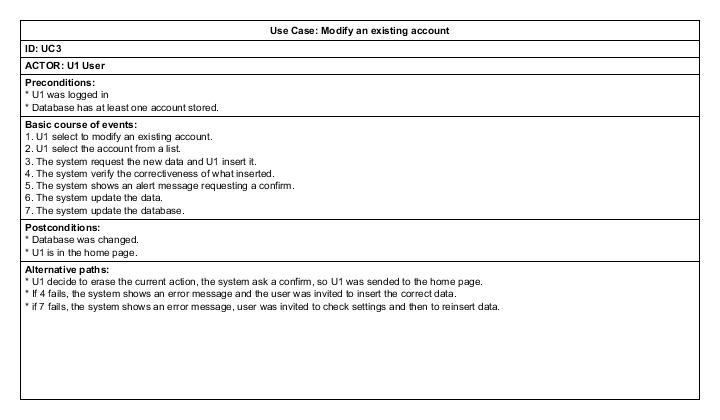 Use Case: Modify an existing account
ID: UC3
ACTOR: U1 User
Preconditions:
* U1 was logged in
* Database has at least one account stored.
Basic course of events:
1. U1 select to modify an existing account.
2. U1 select the account from a list.
3. The system request the new data and U1 insert it.
4. The system verify the correctiveness of what inserted.
5. The system shows an alert message requesting a confirm.
6. The system update the data.
7. The system update the database.
Postconditions:
* Database was changed.
* U1 is in the home page.
Alternative paths:
* U1 decide to erase the current action, the system ask a confirm, so U1 was sended to the home page.
* If 4 fails, the system shows an error message and the user was invited to insert the correct data.
* if 7 fails, the system shows an error message, user was invited to check settings and then to reinsert data.